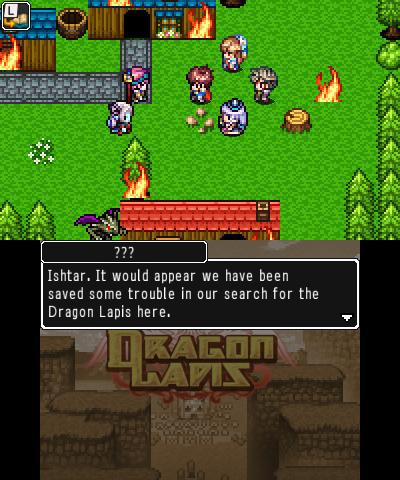 L
???
Ishtar. It would appear we have been
saved some trouble in our search for the
Dragon Lapis here.
DRAGON
LAPIS